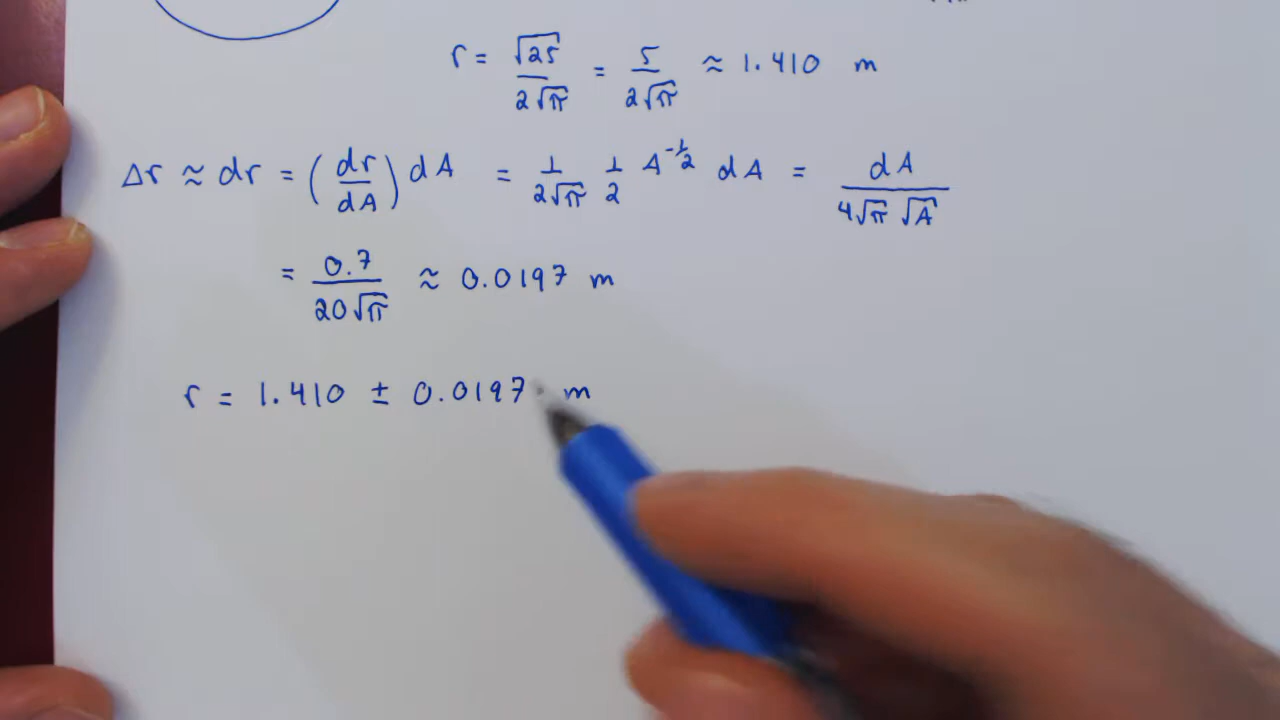 r = √25 / 2√π = 5 / 2√π ≈ 1.410 m
Δr ≈ dr = (dr/dA) dA = 1/2√π 1/2 A^-1/2 dA = dA / 4√π √A
= 0.7 / 20√π ≈ 0.0197 m
r = 1.410 ± 0.0197 m